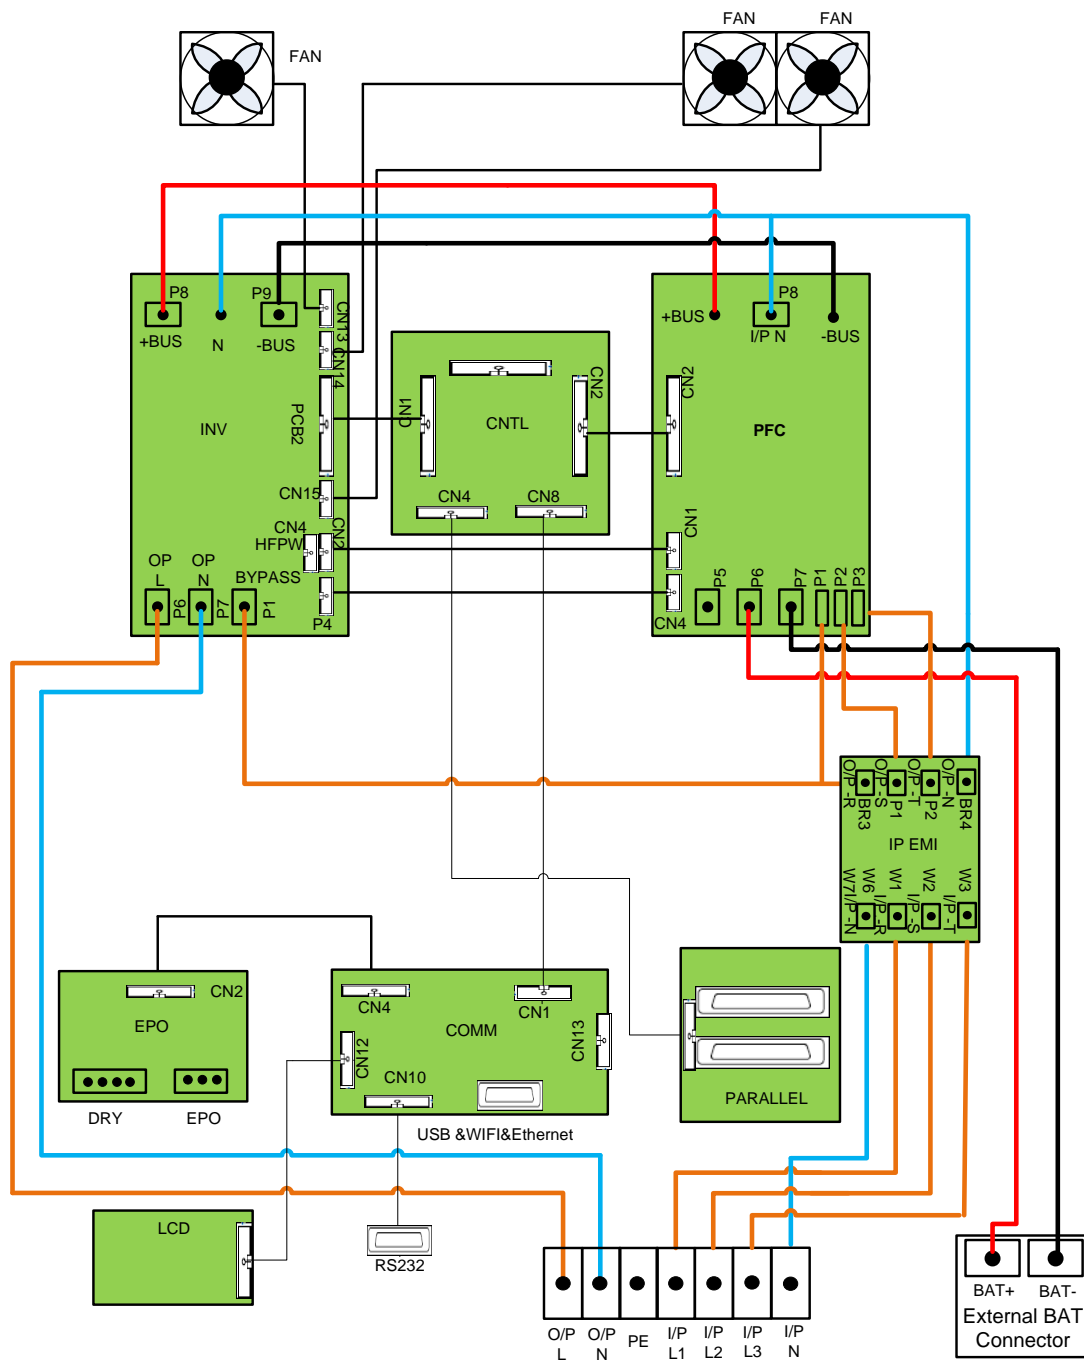 FAN
FAN
FAN
P8
P9
+BUS
N
-BUS
CN13
CN14
INV
PCB2
CN15
CN4
HFPW
CN2
BYPASS
OP
L
OP
N
P6
P7
P1
P4
CN1
CNTL
CN2
CN4
CN8
+BUS
P8
I/P N
-BUS
CN2
PFC
CN1
CN4
P5
P6
P7
P1
P2
P3
O/P-R
BR3
O/P-S
P1
O/P-T
P2
O/P-N
BR4
IP EMI
W7I/P-N
W6
I/P-R
W1
I/P-S
W2
I/P-T
W3
CN2
EPO
DRY
EPO
CN4
CN1
COMM
CN13
CN12
CN10
USB &WIFI&Ethernet
PARALLEL
LCD
RS232
O/P
L
O/P
N
PE
I/P
L1
I/P
L2
I/P
L3
I/P
N
BAT+
BAT-
External BAT
Connector